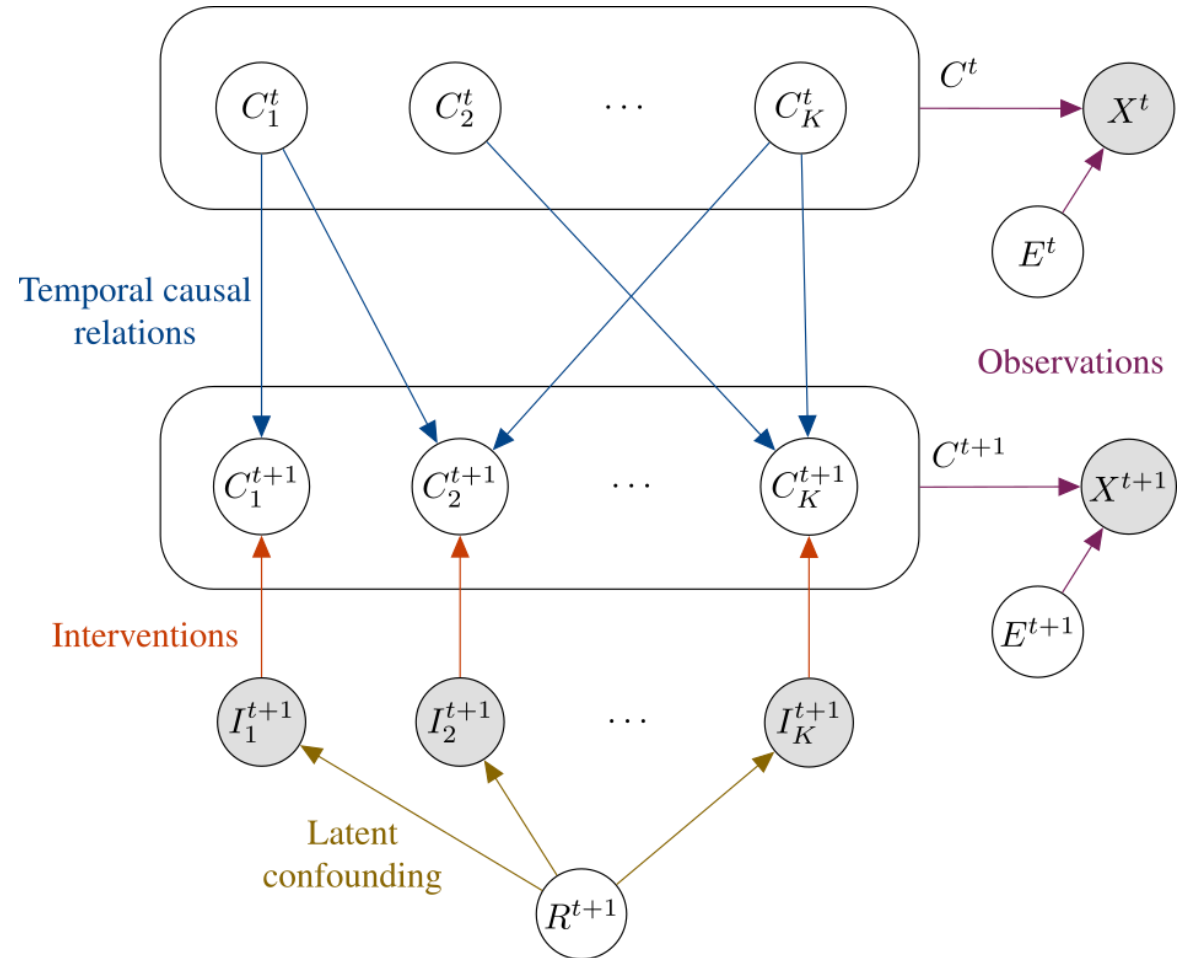 C_1^t C_2^t ⋯ C_K^t C^t X^t
E^t
Temporal causal
relations
Observations
C_1^{t+1} C_2^{t+1} ⋯ C_K^{t+1} C^{t+1} X^{t+1}
Interventions
E^{t+1}
I_1^{t+1} I_2^{t+1} ⋯ I_K^{t+1}
Latent
confounding
R^{t+1}